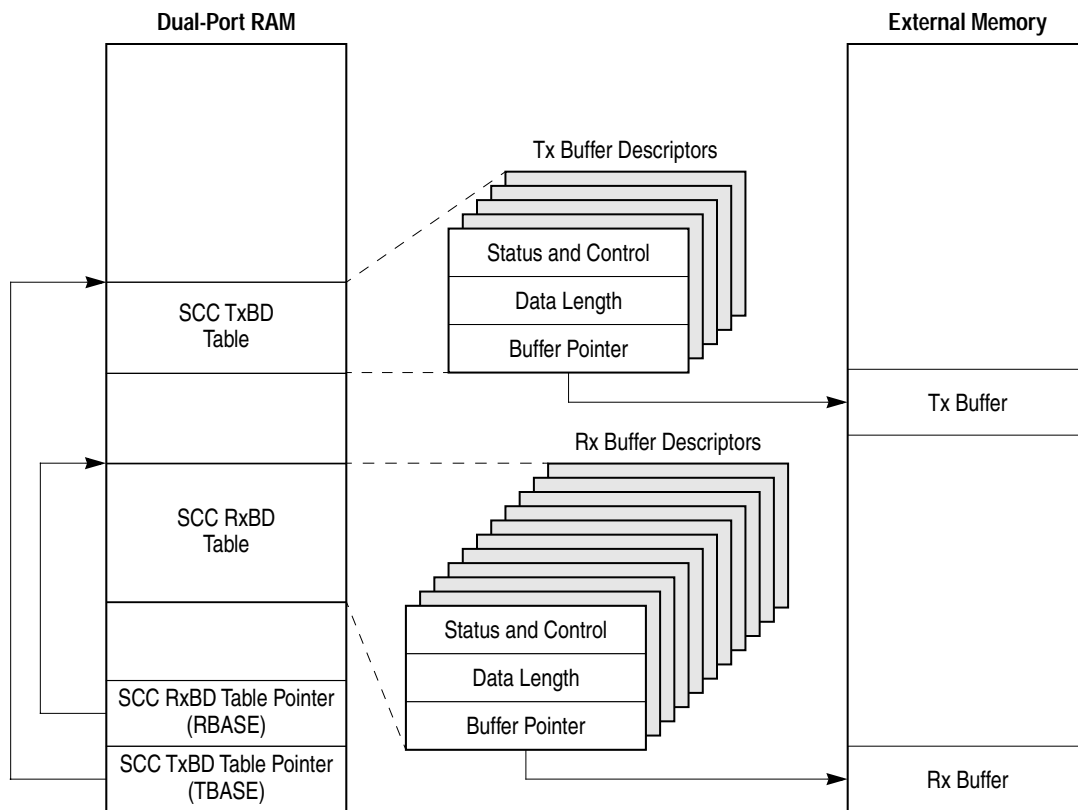 Dual-Port RAM
External Memory
Tx Buffer Descriptors
Status and Control
Data Length
Buffer Pointer
SCC TxBD
Table
Tx Buffer
Rx Buffer Descriptors
SCC RxBD
Table
Status and Control
Data Length
Buffer Pointer
SCC RxBD Table Pointer
(RBASE)
SCC TxBD Table Pointer
(TBASE)
Rx Buffer